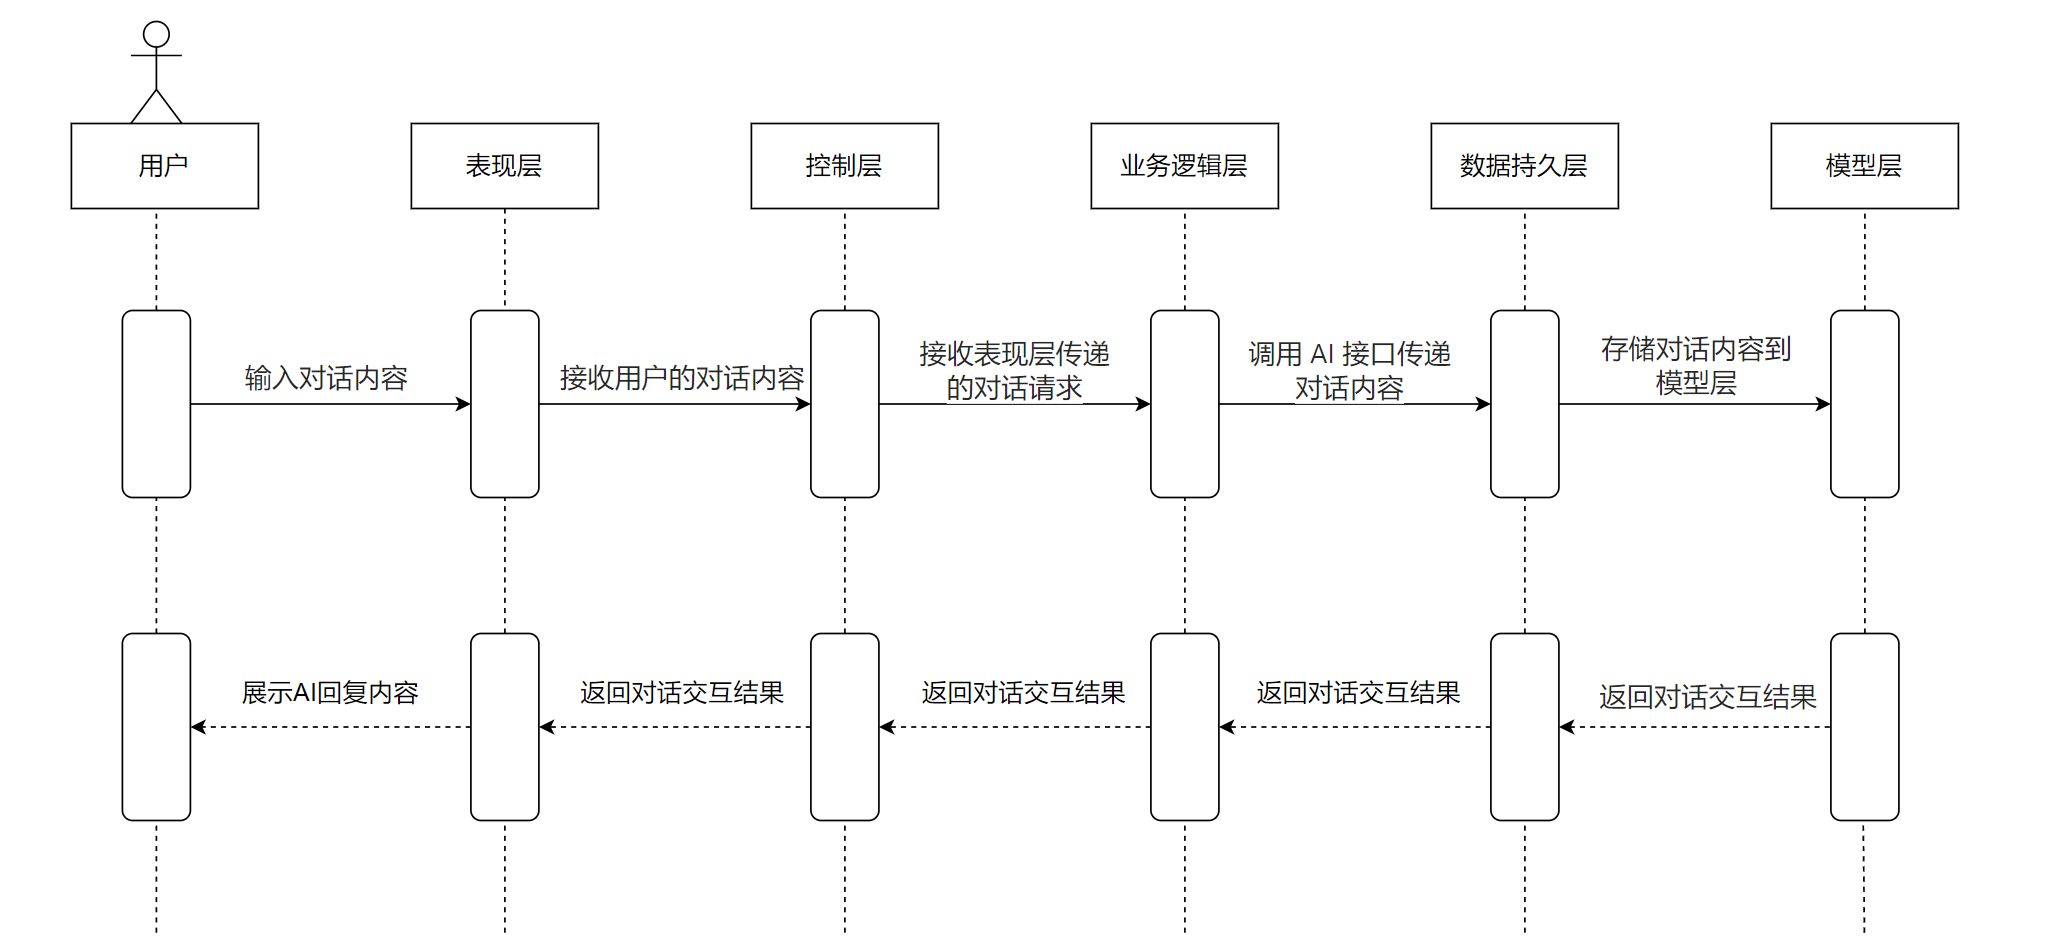 用户
表现层
控制层
业务逻辑层
数据持久层
模型层
输入对话内容
接收用户的对话内容
接收表现层传递
的对话请求
调用 AI 接口传递
对话内容
存储对话内容到
模型层
展示AI回复内容
返回对话交互结果
返回对话交互结果
返回对话交互结果
返回对话交互结果